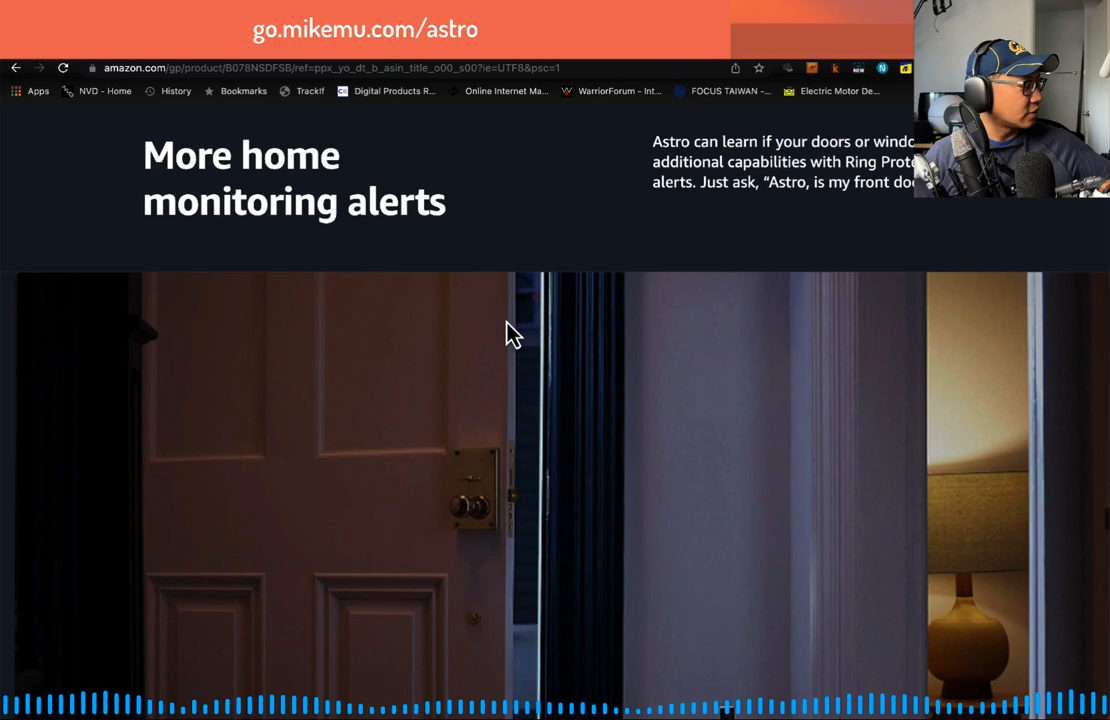 go.mikemu.com/astro
amazon.com/gp/product/B078NSDFSB/ref=ppx_yo_dt_b_asin_title_o00_s00?ie=UTF8&psc=1
Apps NVD - Home History Bookmarks TrackIf Digital Products R... Online Internet Ma... WarriorForum - Int... FOCUS TAIWAN -... Electric Motor De...
More home
monitoring alerts
Astro can learn if your doors or windo
additional capabilities with Ring Prote
alerts. Just ask, “Astro, is my front doo